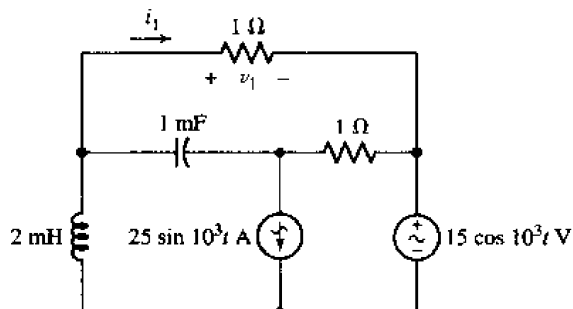 i₁ 1 Ω
+ v₁ −
1 mF 1 Ω
2 mH 25 sin 10³t A + − 15 cos 10³t V